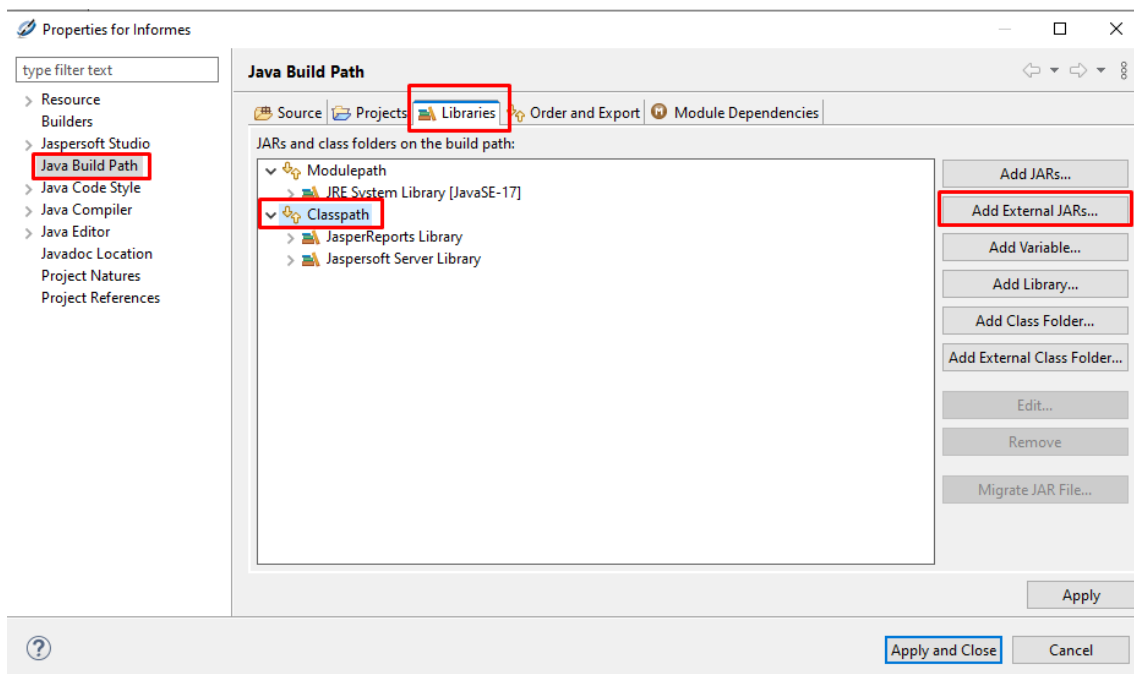 Properties for Informes
type filter text
Resource
Builders
Jaspersoft Studio
Java Build Path
Java Code Style
Java Compiler
Java Editor
Javadoc Location
Project Natures
Project References
Java Build Path
Source Projects Libraries Order and Export Module Dependencies
JARs and class folders on the build path:
Modulepath
JRE System Library [JavaSE-17]
Classpath
JasperReports Library
Jaspersoft Server Library
Add JARs...
Add External JARs...
Add Variable...
Add Library...
Add Class Folder...
Add External Class Folder...
Edit...
Remove
Migrate JAR File...
Apply
Apply and Close
Cancel